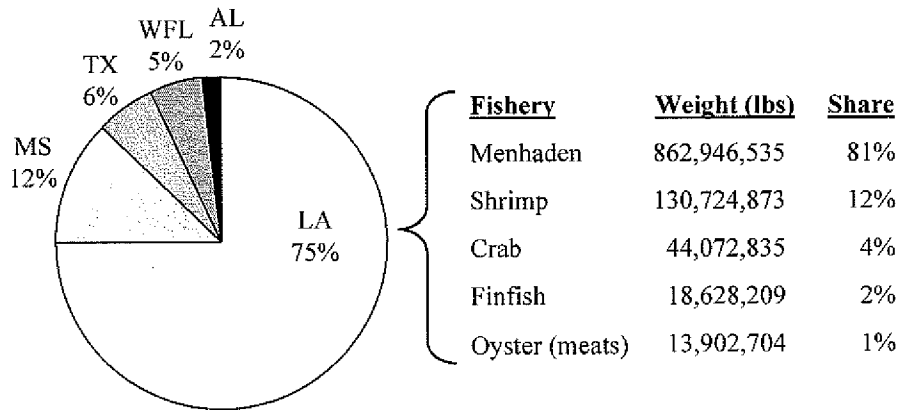 AL
2%
WFL
5%
TX
6%
MS
12%
LA
75%
Fishery Weight (lbs) Share
Menhaden 862,946,535 81%
Shrimp 130,724,873 12%
Crab 44,072,835 4%
Finfish 18,628,209 2%
Oyster (meats) 13,902,704 1%